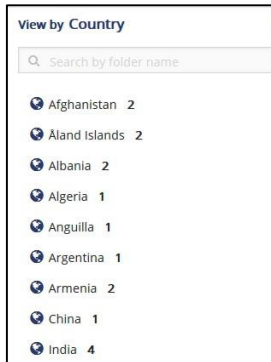 View by Country
Search by folder name
Afghanistan 2
Åland Islands 2
Albania 2
Algeria 1
Anguilla 1
Argentina 1
Armenia 2
China 1
India 4